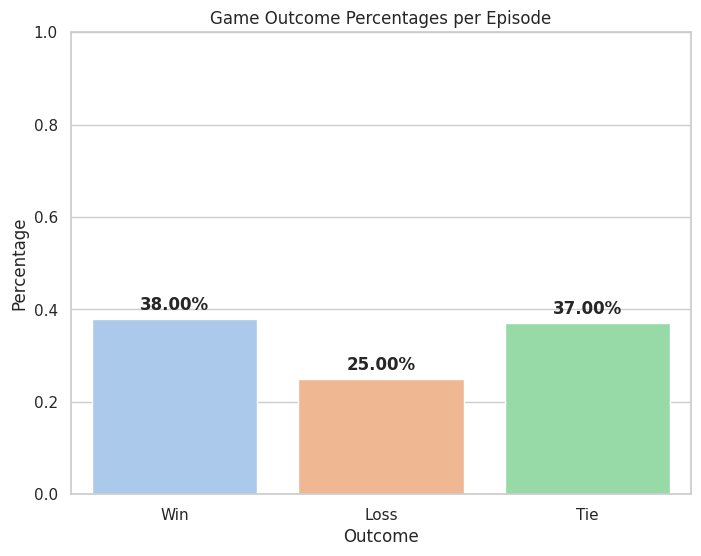 Game Outcome Percentages per Episode
1.0
0.8
0.6
0.4
0.2
0.0
Percentage
38.00%
25.00%
37.00%
Win Loss Tie
Outcome